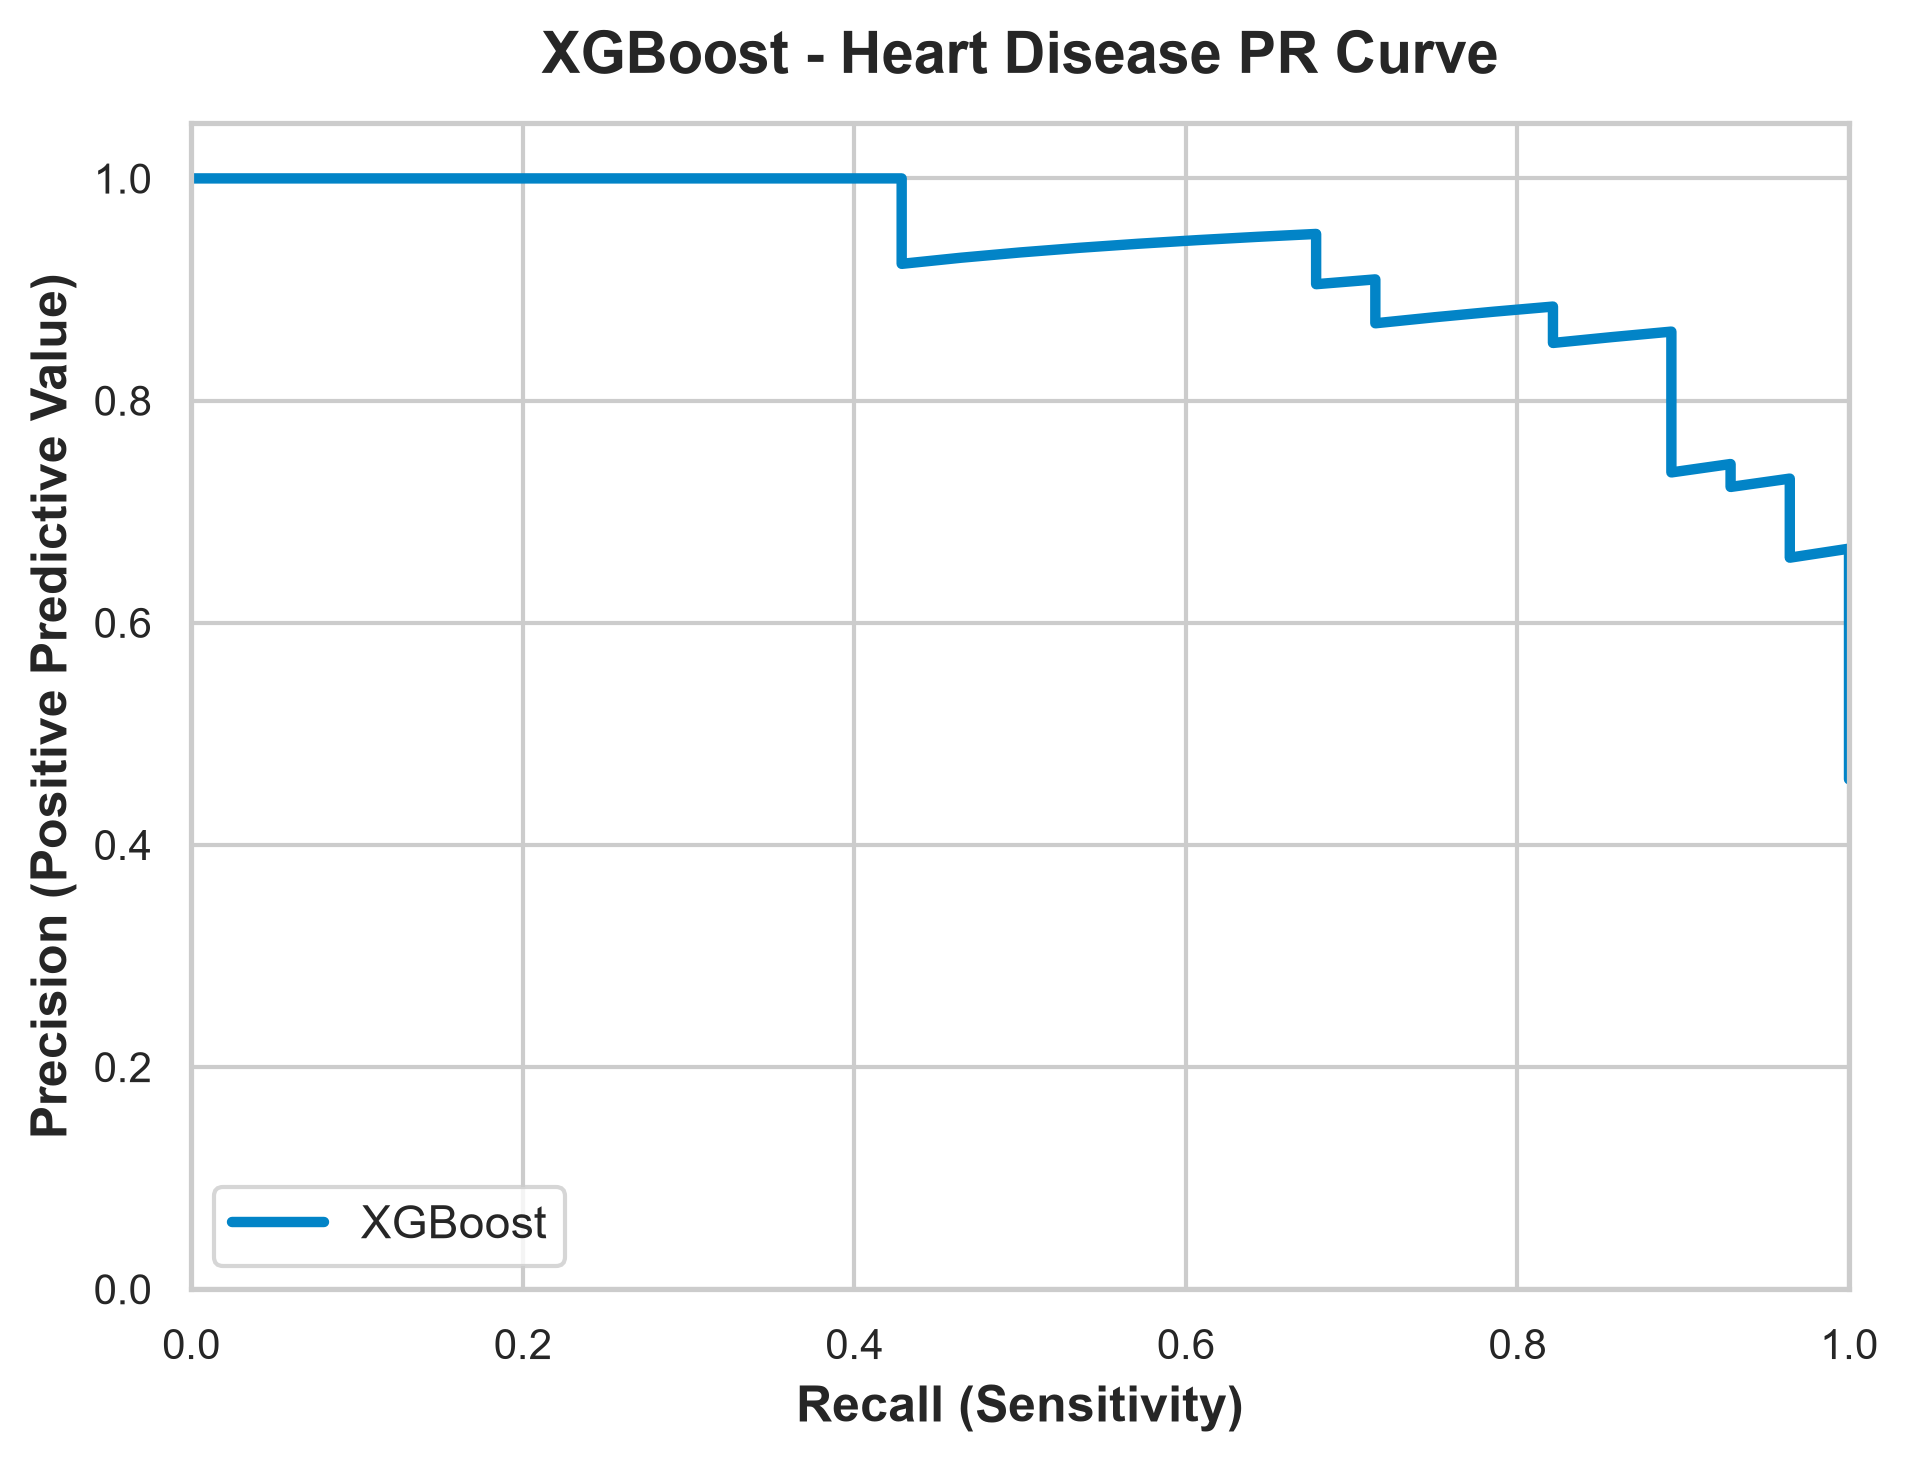 XGBoost - Heart Disease PR Curve
Precision (Positive Predictive Value)
1.0
0.8
0.6
0.4
0.2
0.0
XGBoost
0.0 0.2 0.4 0.6 0.8 1.0
Recall (Sensitivity)